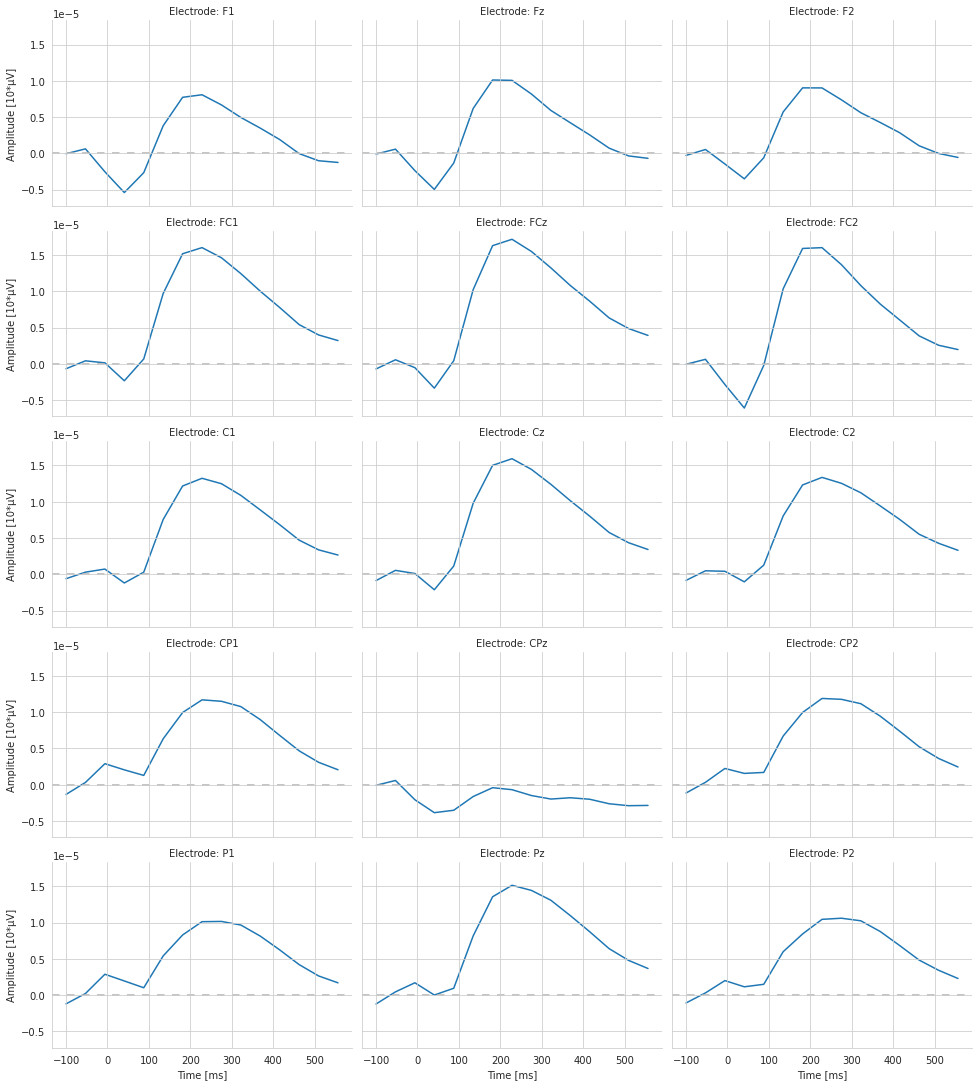 Electrode: F1 Electrode: Fz Electrode: F2
1e−5
1.5
1.0
0.5
0.0
−0.5
Amplitude [10*µV]
Electrode: FC1 Electrode: FCz Electrode: FC2
1e−5
1.5
1.0
0.5
0.0
−0.5
Amplitude [10*µV]
Electrode: C1 Electrode: Cz Electrode: C2
1e−5
1.5
1.0
0.5
0.0
−0.5
Amplitude [10*µV]
Electrode: CP1 Electrode: CPz Electrode: CP2
1e−5
1.5
1.0
0.5
0.0
−0.5
Amplitude [10*µV]
Electrode: P1 Electrode: Pz Electrode: P2
1e−5
1.5
1.0
0.5
0.0
−0.5
Amplitude [10*µV]
−100 0 100 200 300 400 500 −100 0 100 200 300 400 500 −100 0 100 200 300 400 500
Time [ms] Time [ms] Time [ms]